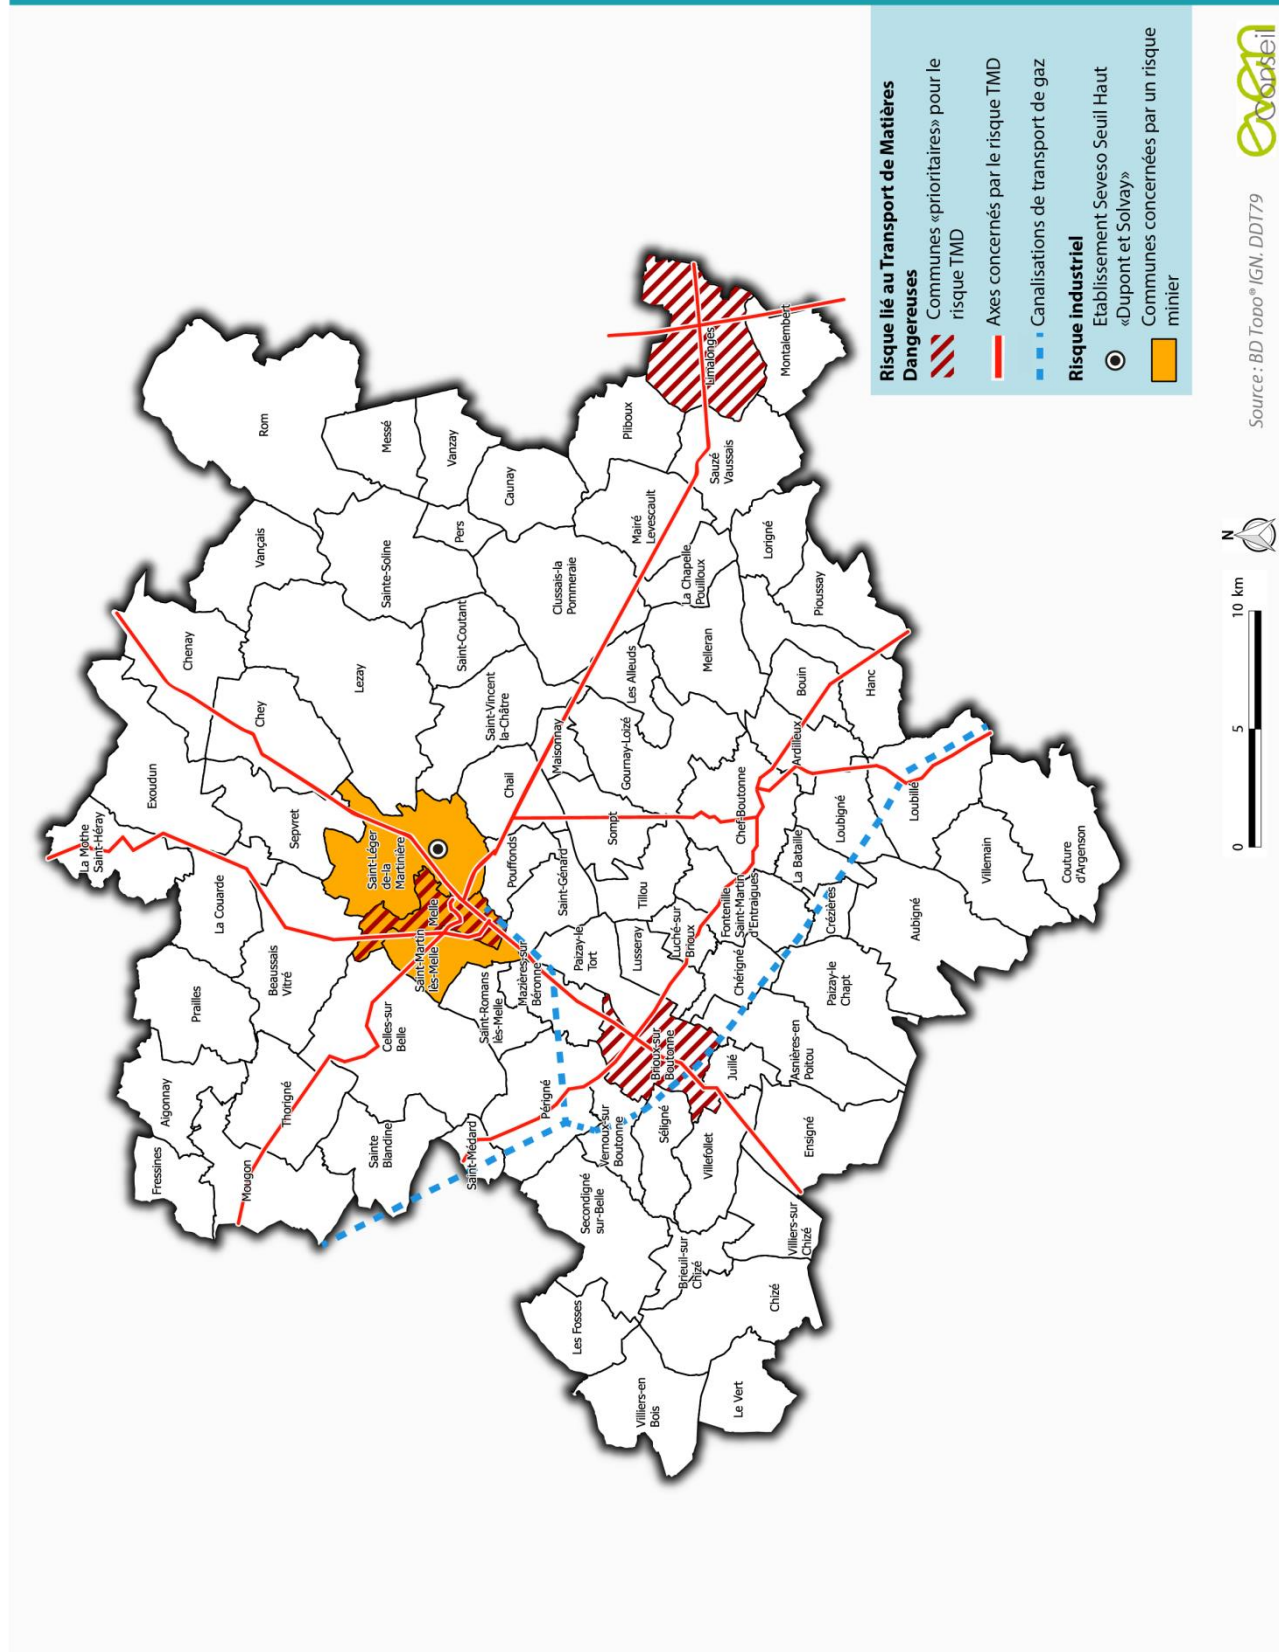 La Mothe
Saint-Héray
Exoudun
Chenay
Rom
Fressines
Aigonnay
Prailles
La Couarde
Sepvret
Chey
Vançais
Mougon
Thorigné
Beaussais
Vitré
Lezay
Sainte-Soline
Messé
Vanzay
Sainte
Blandine
Celles-sur
Belle
Saint-Martin
lès-Melle
Melle
Saint-Léger
de-la
Martinière
Saint-Coutant
Pers
Caunay
Saint-Médard
Périgné
Saint-Romans
lès-Melle
Mazières-sur
Béronne
Pouffonds
Chail
Saint-Vincent
la-Châtre
Clussais-la
Pommeraie
Les Fosses
Secondigné
sur-Belle
Vernoux-sur
Boutonne
Paizay-le
Tort
Saint-Génard
Maisonnay
Pliboux
Mairé
Levescault
Villiers-en
Bois
Brieuil-sur
Chizé
Séligné
Brioux-sur
Boutonne
Lusseray
Luché-sur
Brioux
Tillou
Sompt
Gournay-Loizé
Les Alleuds
La Chapelle
Pouilloux
Sauzé
Vaussais
Limalonges
Le Vert
Chizé
Villiers-sur
Chizé
Villefollet
Juillé
Chérigné
Fontenille
Saint-Martin
d'Entraigues
Chef-Boutonne
Melleran
Lorigné
Montalembert
Ensigné
Asnières-en
Poitou
Paizay-le
Chapt
Crézières
La Bataille
Loubigné
Ardilleux
Bouin
Pioussay
Hanc
Aubigné
Loubillé
Villemain
Couture
d'Argenson
Risque lié au Transport de Matières
Dangereuses
Communes «prioritaires» pour le
risque TMD
Axes concernés par le risque TMD
Canalisations de transport de gaz
Risque industriel
Etablissement Seveso Seuil Haut
«Dupont et Solvay»
Communes concernées par un risque
minier
0 5 10 km
N
Source : BD Topo® IGN. DDT79
even
Conseil